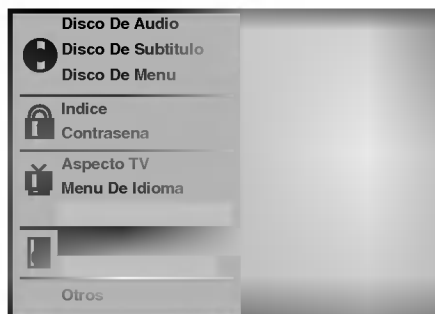 Disco De Audio
Disco De Subtitulo
Disco De Menu
Indice
Contrasena
Aspecto TV
Menu De Idioma
Otros